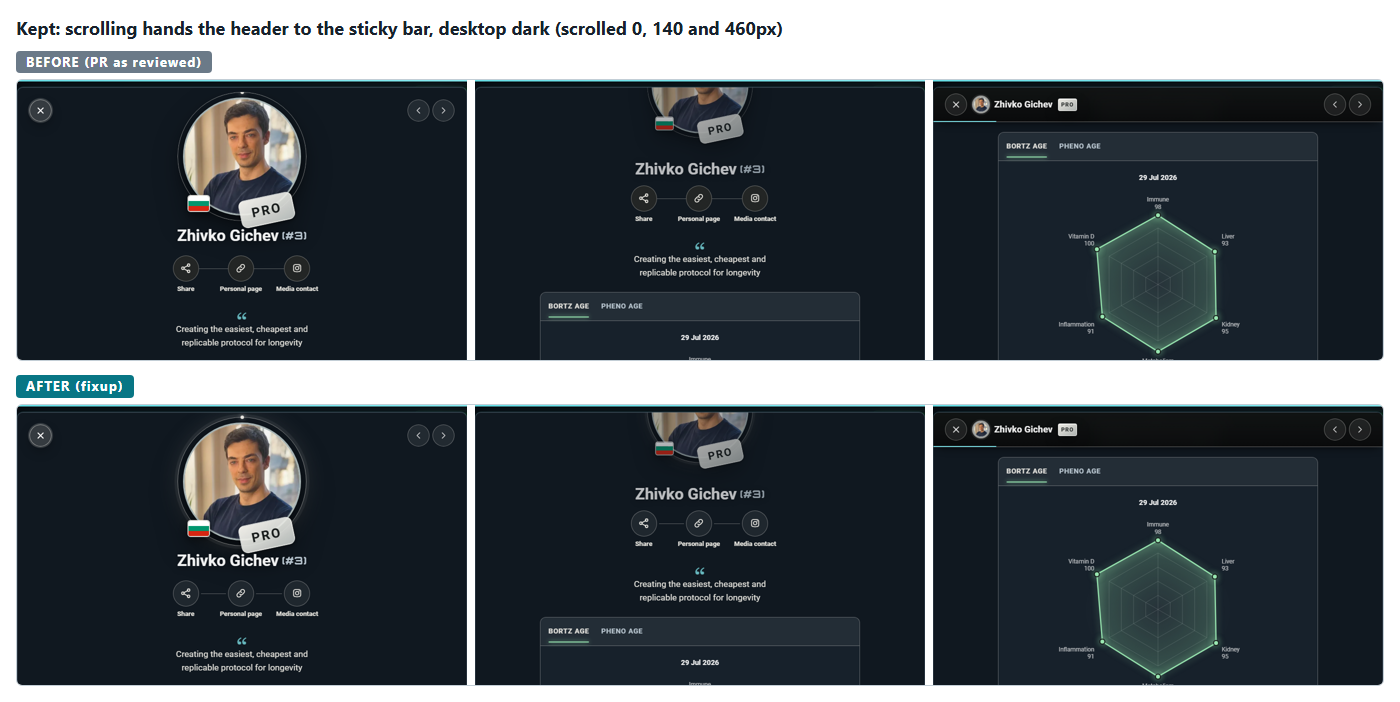 Kept: scrolling hands the header to the sticky bar, desktop dark (scrolled 0, 140 and 460px)
BEFORE (PR as reviewed)
PRO
Zhivko Gichev (#3)
Share Personal page Media contact
“
Creating the easiest, cheapest and
replicable protocol for longevity
PRO
Zhivko Gichev (#3)
Share Personal page Media contact
“
Creating the easiest, cheapest and
replicable protocol for longevity
BORTZ AGE PHENO AGE
29 Jul 2026
Immune
Zhivko Gichev PRO
BORTZ AGE PHENO AGE
29 Jul 2026
Immune
98
Vitamin D
100
Liver
93
Inflammation
91
Kidney
95
AFTER (fixup)
PRO
Zhivko Gichev (#3)
Share Personal page Media contact
“
Creating the easiest, cheapest and
replicable protocol for longevity
PRO
Zhivko Gichev (#3)
Share Personal page Media contact
“
Creating the easiest, cheapest and
replicable protocol for longevity
BORTZ AGE PHENO AGE
29 Jul 2026
Immune
Zhivko Gichev PRO
BORTZ AGE PHENO AGE
29 Jul 2026
Immune
98
Vitamin D
100
Liver
93
Inflammation
91
Kidney
95